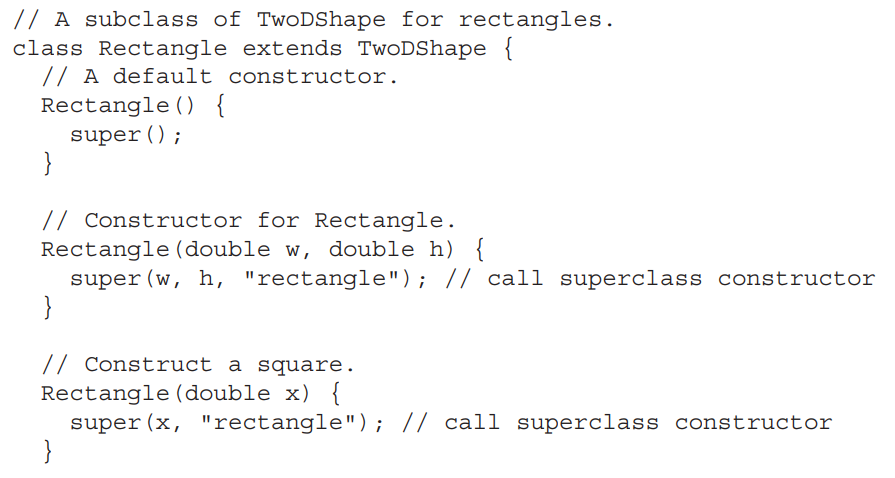 // A subclass of TwoDShape for rectangles.
class Rectangle extends TwoDShape {
  // A default constructor.
  Rectangle() {
    super();
  }

  // Constructor for Rectangle.
  Rectangle(double w, double h) {
    super(w, h, "rectangle"); // call superclass constructor
  }

  // Construct a square.
  Rectangle(double x) {
    super(x, "rectangle"); // call superclass constructor
  }